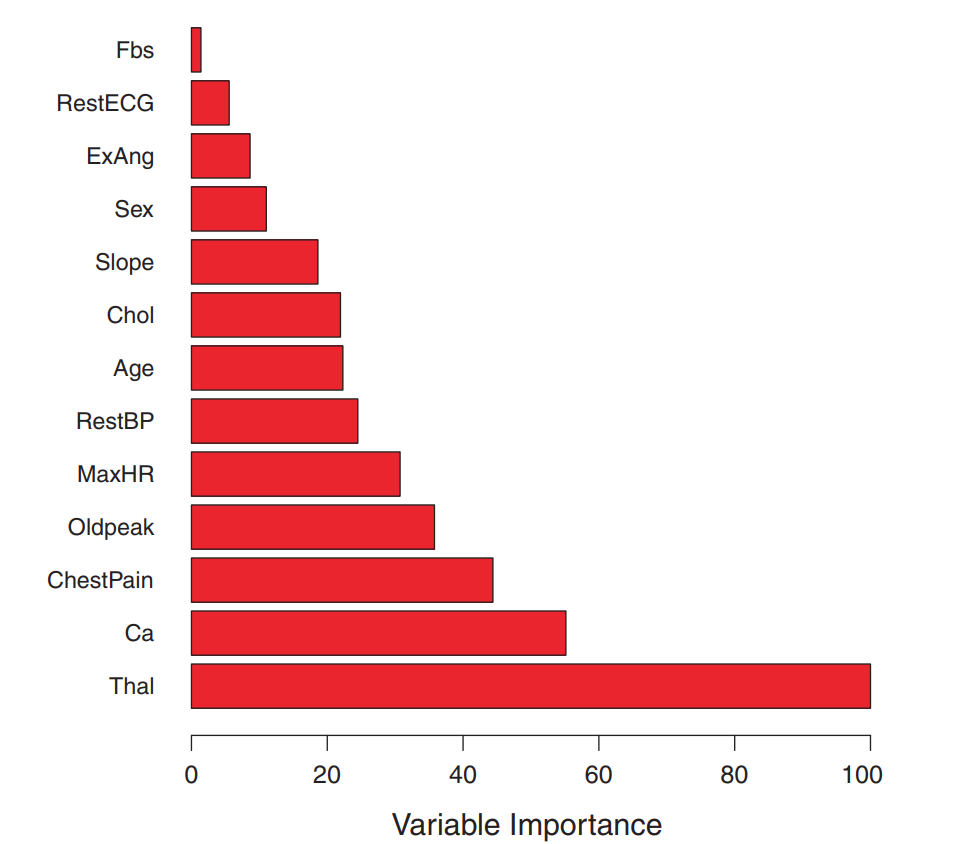 Fbs
RestECG
ExAng
Sex
Slope
Chol
Age
RestBP
MaxHR
Oldpeak
ChestPain
Ca
Thal
0 20 40 60 80 100
Variable Importance